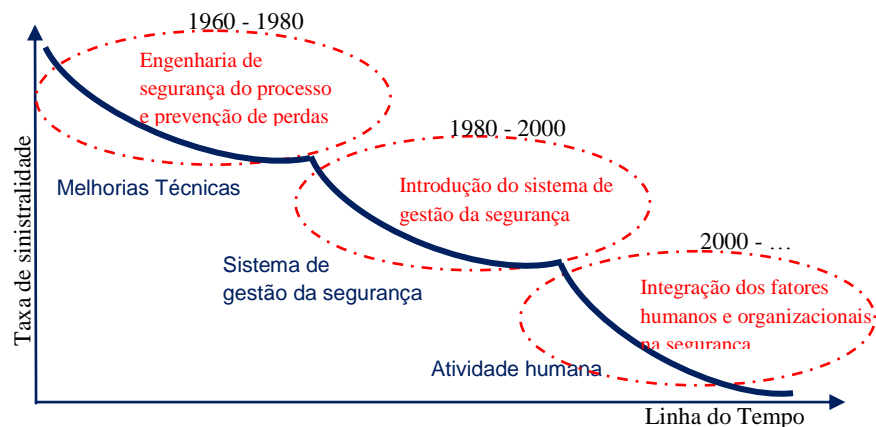 1960 - 1980
Engenharia de
segurança do processo
e prevenção de perdas
Melhorias Técnicas
1980 - 2000
Introdução do sistema de
gestão da segurança
Sistema de
gestão da segurança
2000 - ...
Integração dos fatores
humanos e organizacionais
na segurança
Atividade humana
Taxa de sinistralidade
Linha do Tempo